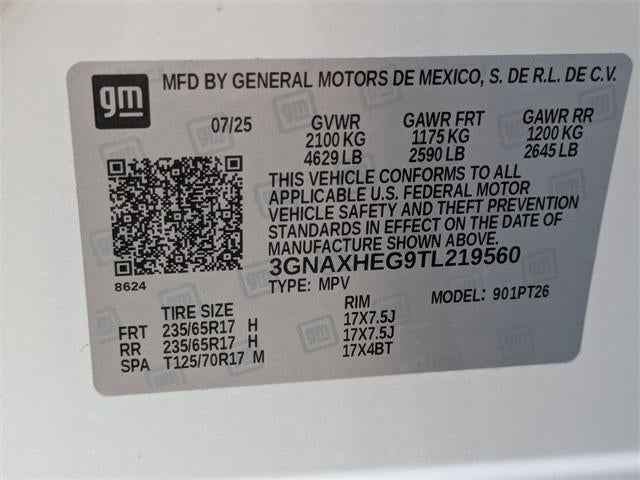 gm
MFD BY GENERAL MOTORS DE MEXICO, S. DE R.L. DE C.V.
07/25 GVWR GAWR FRT GAWR RR
2100 KG 1175 KG 1200 KG
4629 LB 2590 LB 2645 LB
THIS VEHICLE CONFORMS TO ALL
APPLICABLE U.S. FEDERAL MOTOR
VEHICLE SAFETY AND THEFT PREVENTION
STANDARDS IN EFFECT ON THE DATE OF
MANUFACTURE SHOWN ABOVE.
3GNAXHEG9TL219560
8624
TYPE: MPV MODEL: 901PT26
TIRE SIZE RIM
FRT 235/65R17 H 17X7.5J
RR 235/65R17 H 17X7.5J
SPA T125/70R17 M 17X4BT